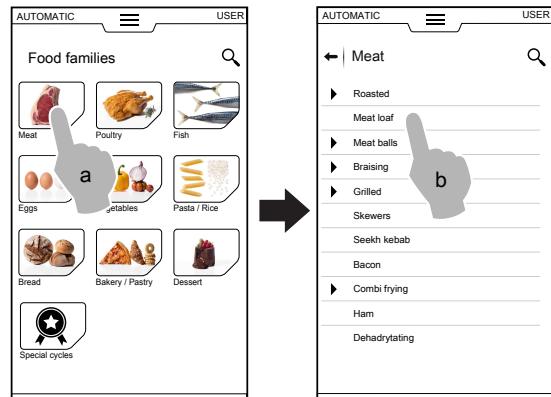 AUTOMATIC USER
Food families
Meat Poultry Fish
a
Eggs getables Pasta / Rice
Bread Bakery / Pastry Dessert
Special cycles
AUTOMATIC USER
Meat
Roasted
Meat loaf
Meat balls
Braising
b
Grilled
Skewers
Seekh kebab
Bacon
Combi frying
Ham
Dehadrytating